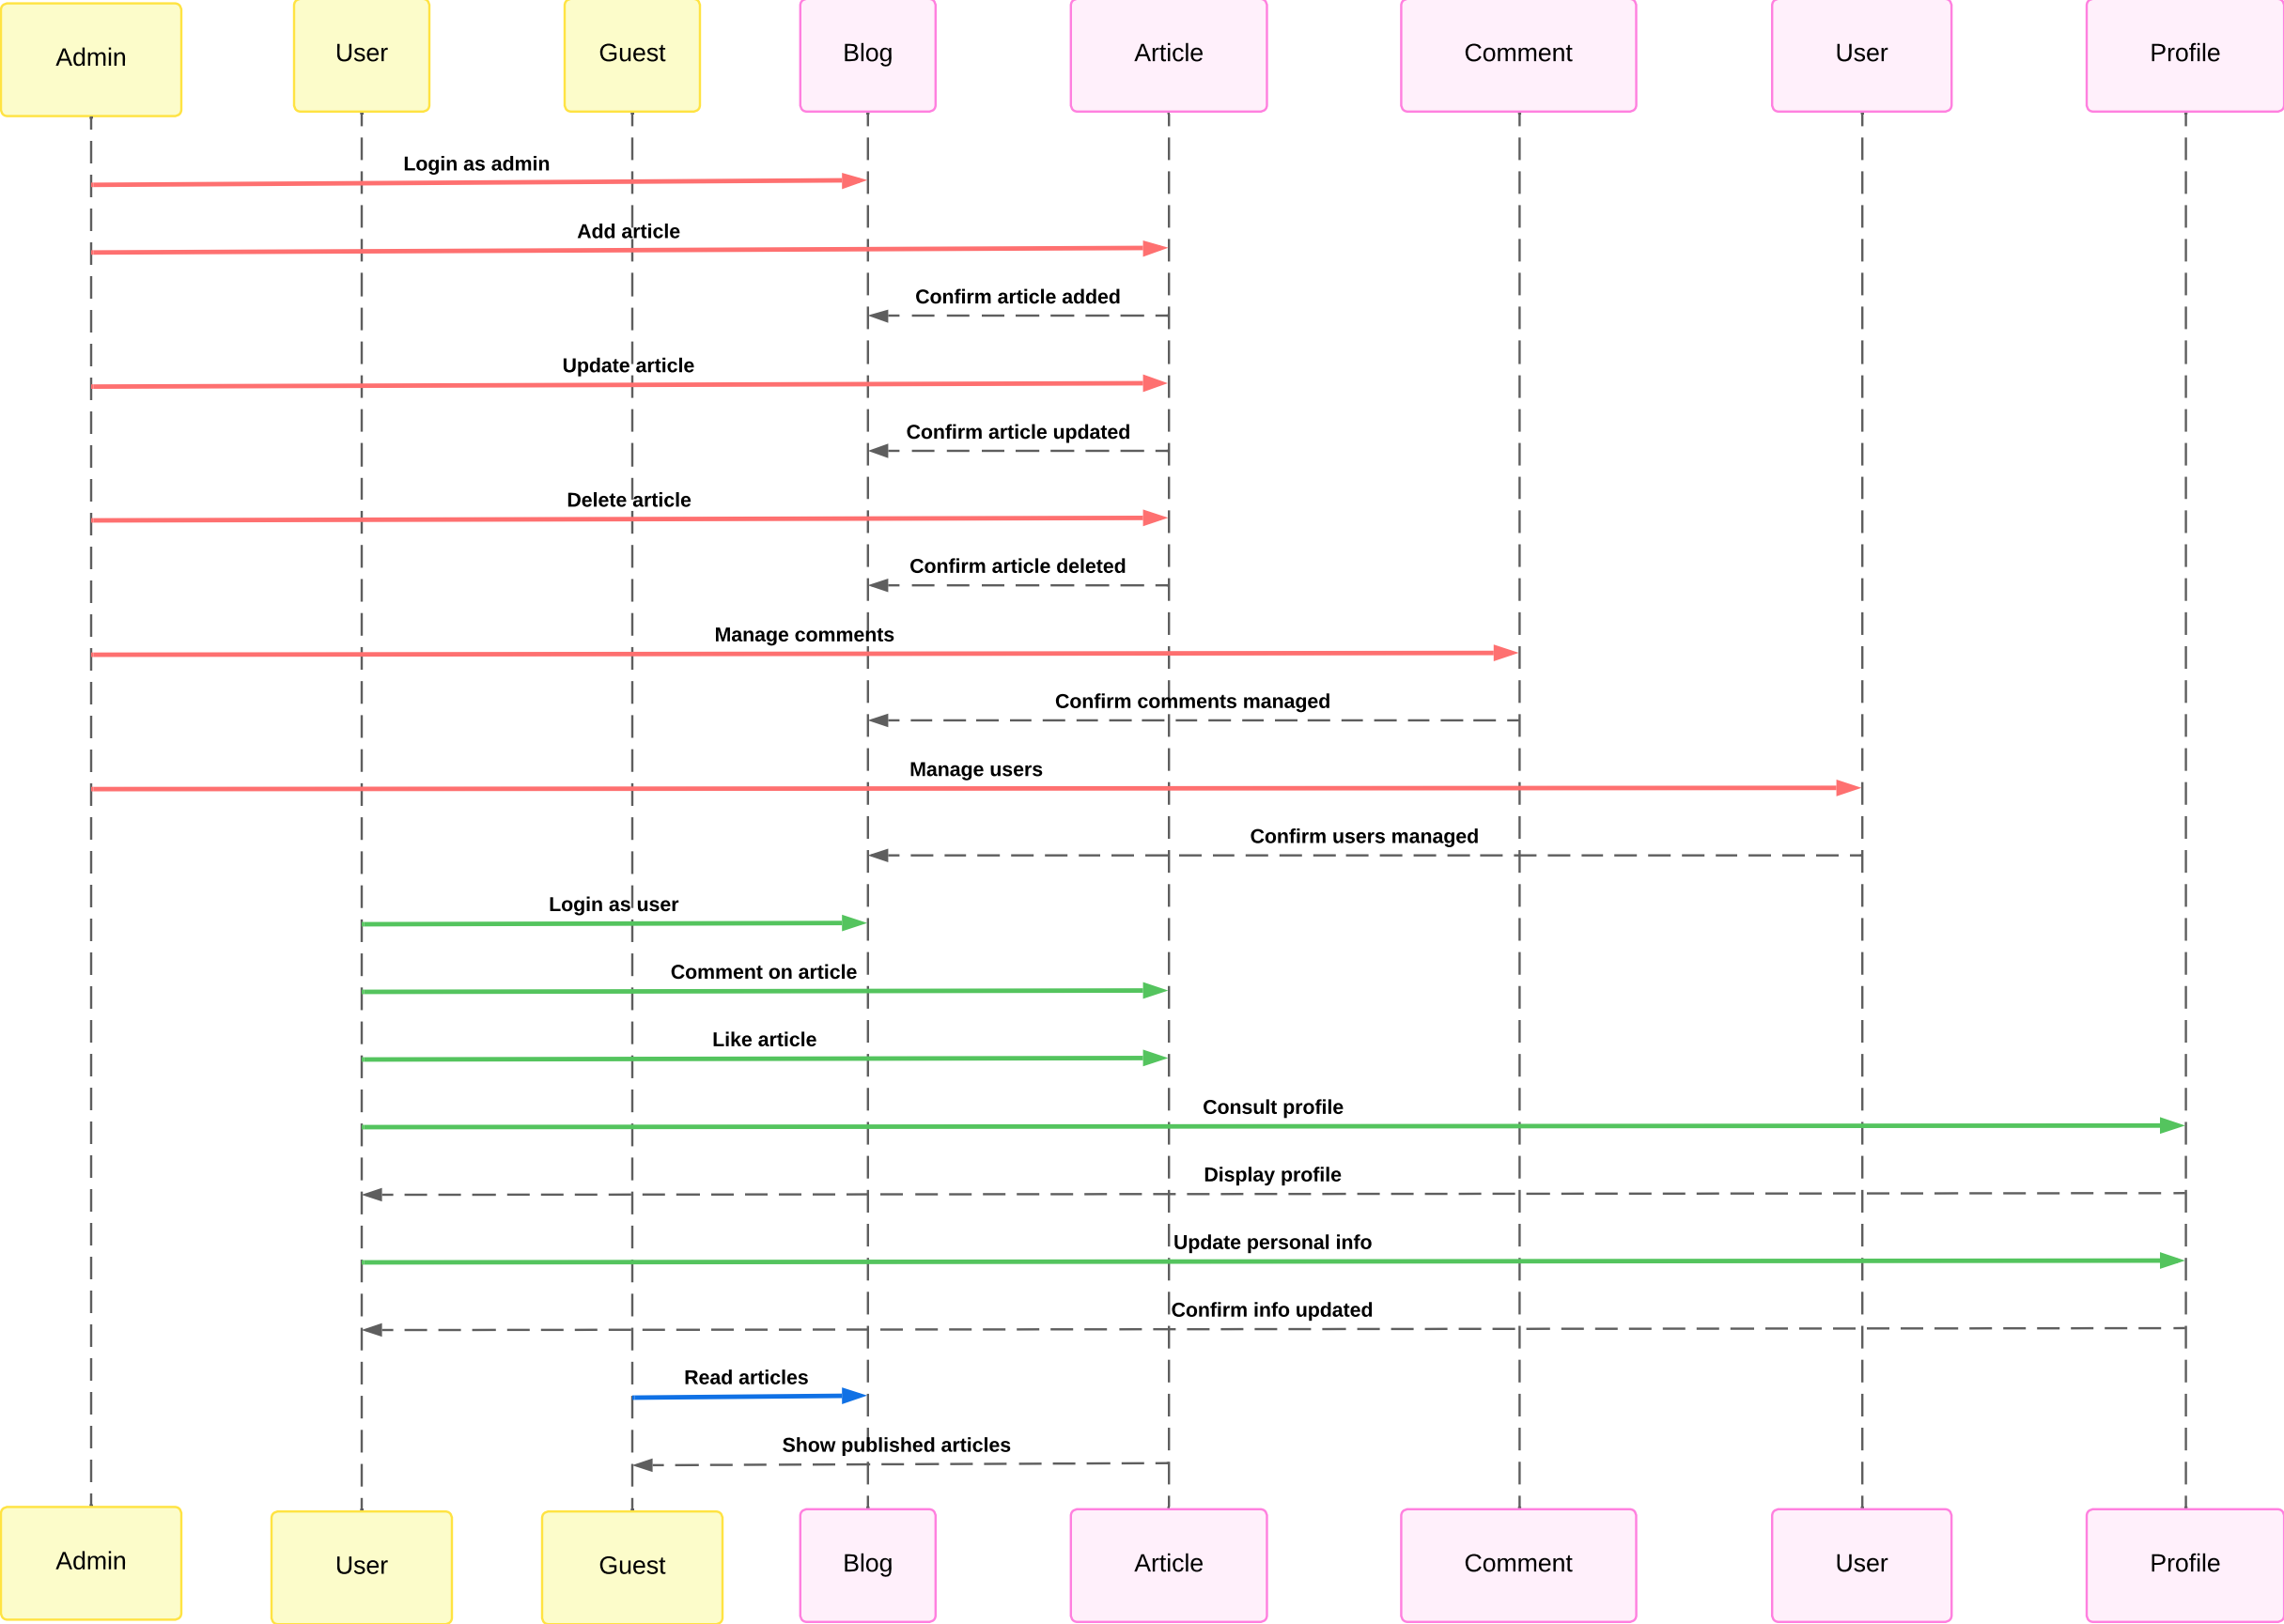 Admin
User
Guest
Blog
Article
Comment
User
Profile
Login as admin
Add article
Confirm article added
Update article
Confirm article updated
Delete article
Confirm article deleted
Manage comments
Confirm comments managed
Manage users
Confirm users managed
Login as user
Comment on article
Like article
Consult profile
Display profile
Update personal info
Confirm info updated
Read articles
Show published articles
Admin
User
Guest
Blog
Article
Comment
User
Profile